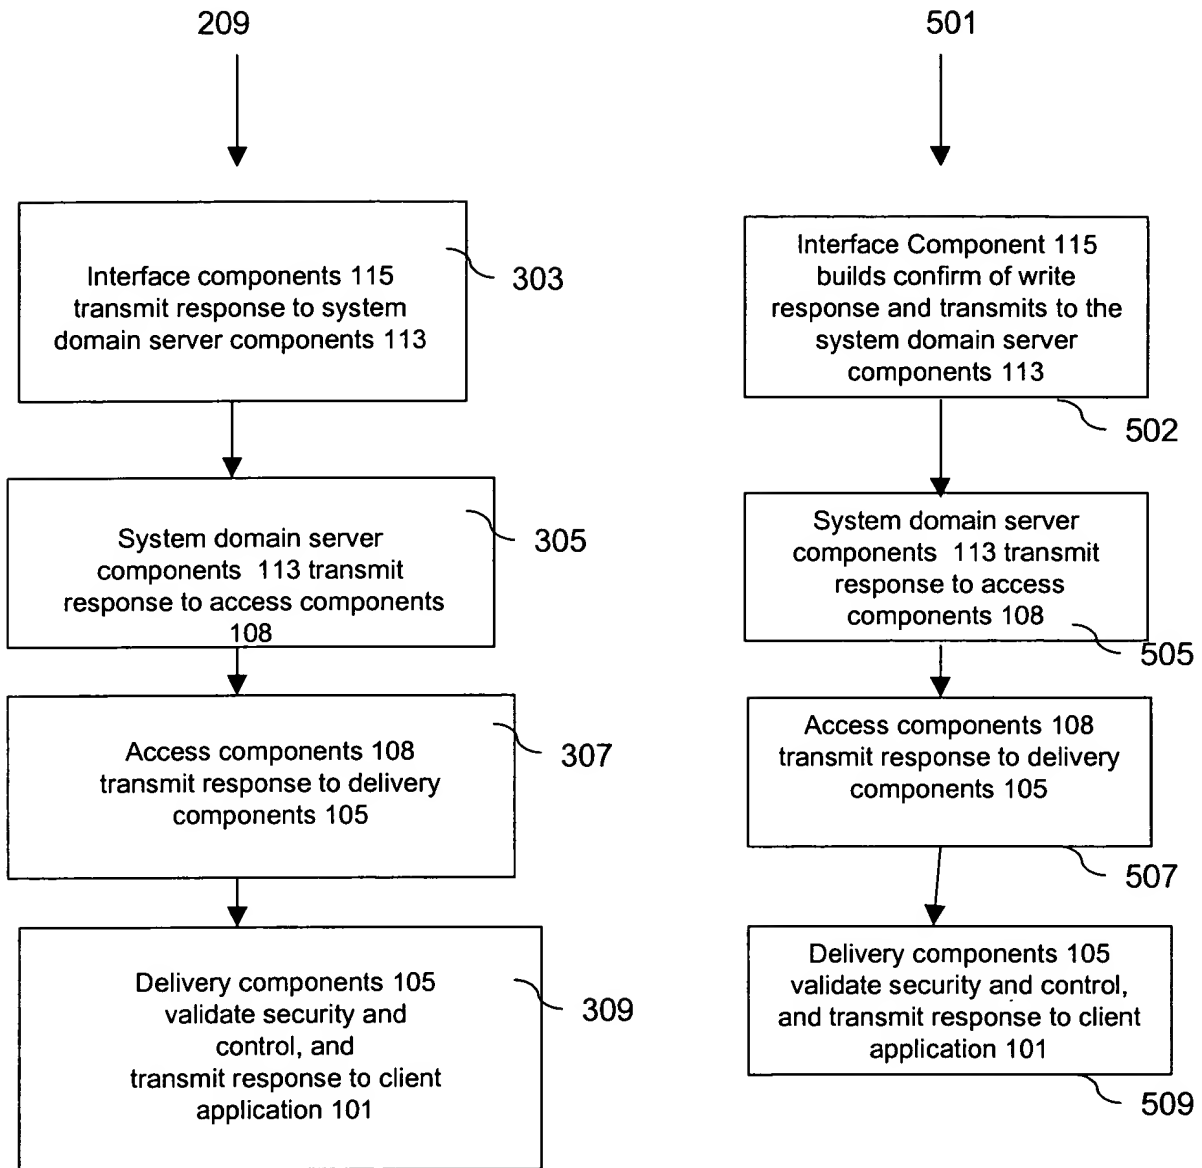 209
Interface components 115
transmit response to system
domain server components 113
303
System domain server
components 113 transmit
response to access components
108
305
Access components 108
transmit response to delivery
components 105
307
Delivery components 105
validate security and
control, and
transmit response to client
application 101
309
501
Interface Component 115
builds confirm of write
response and transmits to the
system domain server
components 113
502
System domain server
components 113 transmit
response to access
components 108
505
Access components 108
transmit response to delivery
components 105
507
Delivery components 105
validate security and control,
and transmit response to client
application 101
509